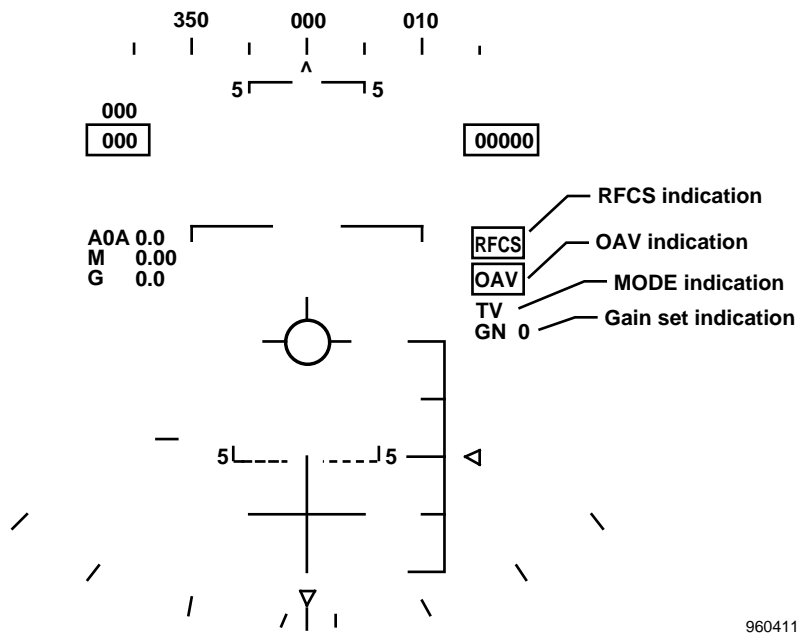 350 000 010
^
5 5
000
000
00000
RFCS indication
A0A 0.0
M 0.00
G 0.0
RFCS
OAV indication
OAV
MODE indication
TV
Gain set indication
GN 0
5 5
960411